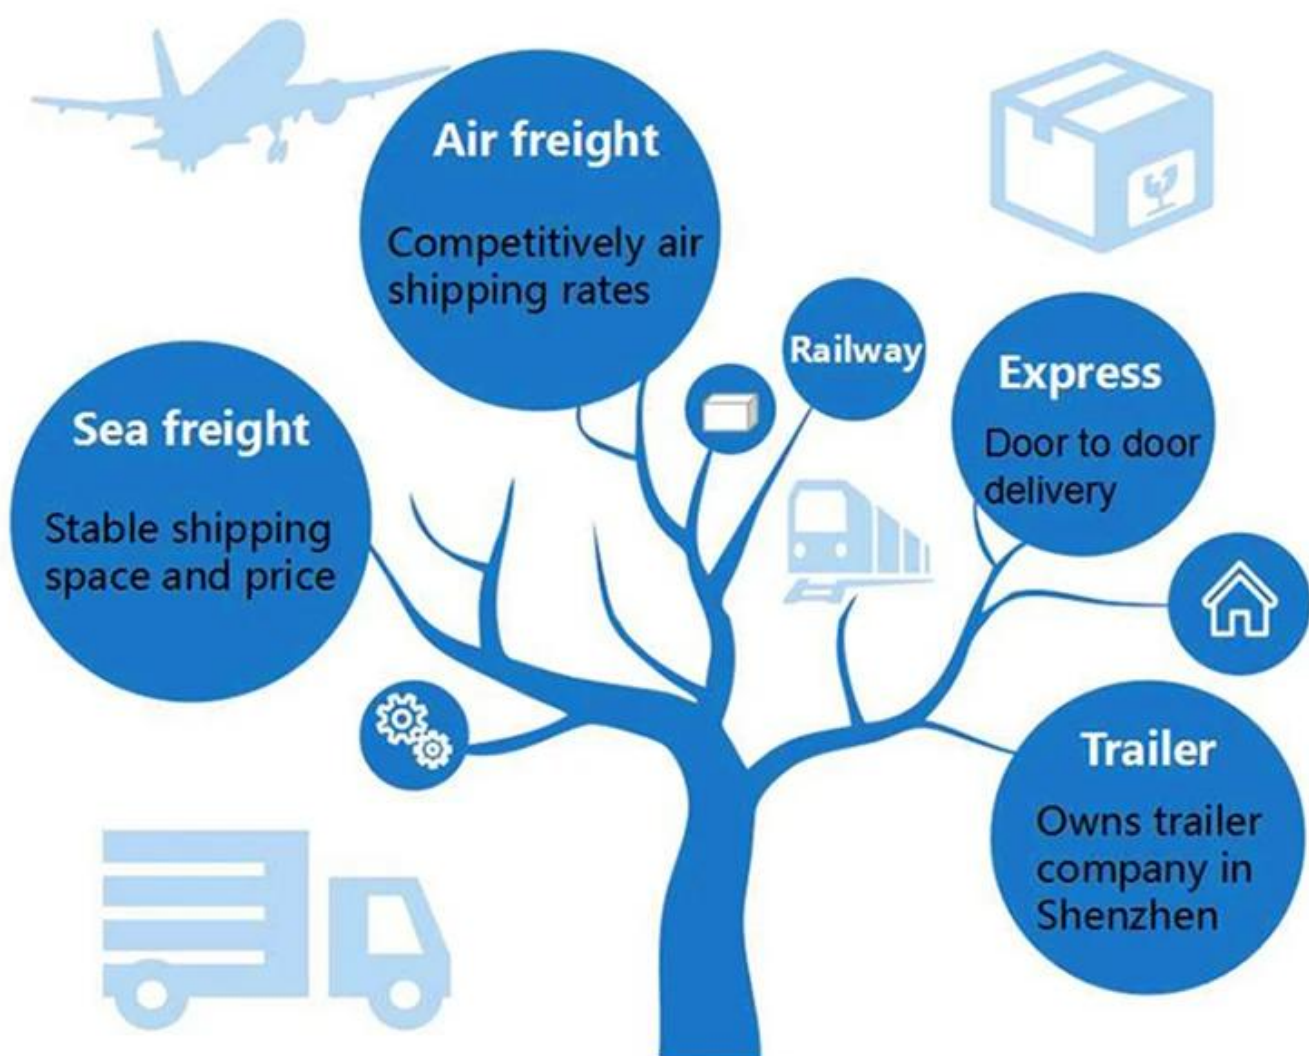 Air freight
Competitively air
shipping rates
Railway
Express
Door to door
delivery
Sea freight
Stable shipping
space and price
Trailer
Owns trailer
company in
Shenzhen